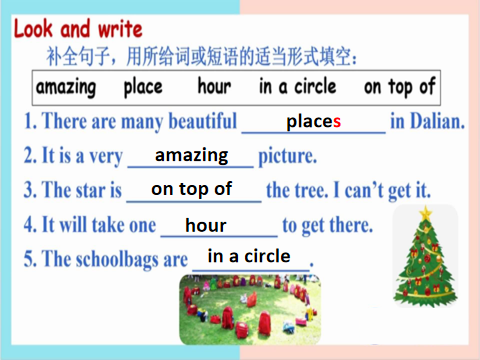 Look and write
补全句子，用所给词或短语的适当形式填空：
amazing place hour in a circle on top of
1. There are many beautiful places in Dalian.
2. It is a very amazing picture.
3. The star is on top of the tree. I can't get it.
4. It will take one hour to get there.
5. The schoolbags are in a circle.